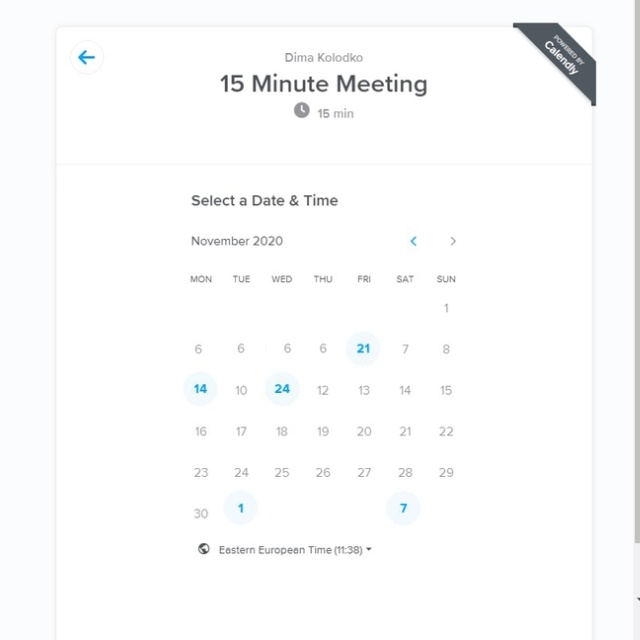 POWERED BY
Calendly
Dima Kolodko
15 Minute Meeting
15 min
Select a Date & Time
November 2020
MON TUE WED THU FRI SAT SUN
1
6 6 6 6 21 7 8
14 10 24 12 13 14 15
16 17 18 19 20 21 22
23 24 25 26 27 28 29
30 1 7
Eastern European Time (11:38)